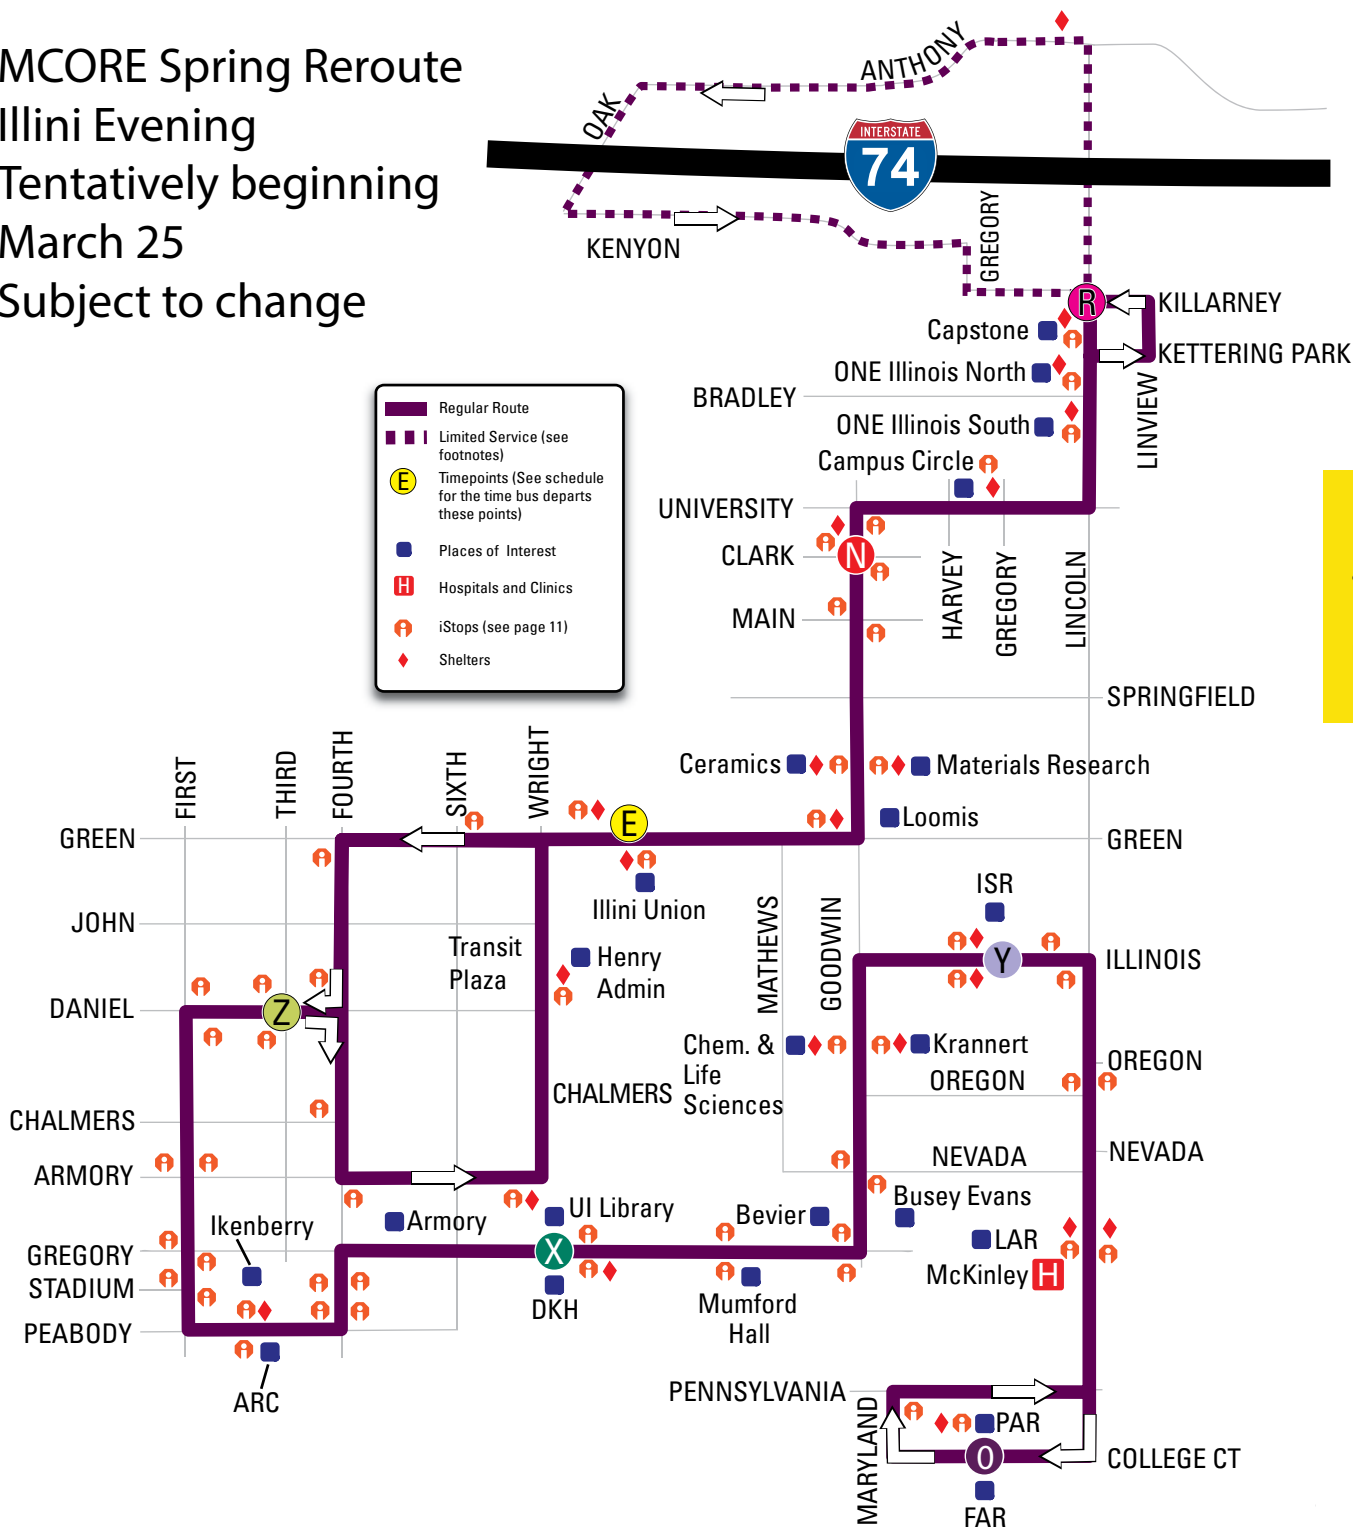 MCORE Spring Reroute
Illini Evening
Tentatively beginning
March 25
Subject to change
ANTHONY
OAK
INTERSTATE
74
KENYON
GREGORY
R
KILLARNEY
KETTERING PARK
LINVIEW
Capstone
ONE Illinois North
BRADLEY
ONE Illinois South
Campus Circle
UNIVERSITY
CLARK
N
MAIN
HARVEY
GREGORY
LINCOLN
SPRINGFIELD
Regular Route
Limited Service (see
footnotes)
E
Timepoints (See schedule
for the time bus departs
these points)
Places of Interest
H
Hospitals and Clinics
iStops (see page 11)
Shelters
Ceramics
Materials Research
Loomis
FIRST
THIRD
FOURTH
SIXTH
WRIGHT
E
GREEN
GREEN
Illini Union
ISR
JOHN
Transit
Plaza
Henry
Admin
MATHEWS
GOODWIN
Y
ILLINOIS
DANIEL
Z
Chem. &
Life
Sciences
Krannert
OREGON
OREGON
CHALMERS
CHALMERS
ARMORY
NEVADA
NEVADA
Armory
UI Library
Bevier
Busey Evans
Ikenberry
LAR
McKinley
H
GREGORY
STADIUM
PEABODY
X
DKH
Mumford
Hall
ARC
PENNSYLVANIA
MARYLAND
PAR
O
COLLEGE CT
FAR